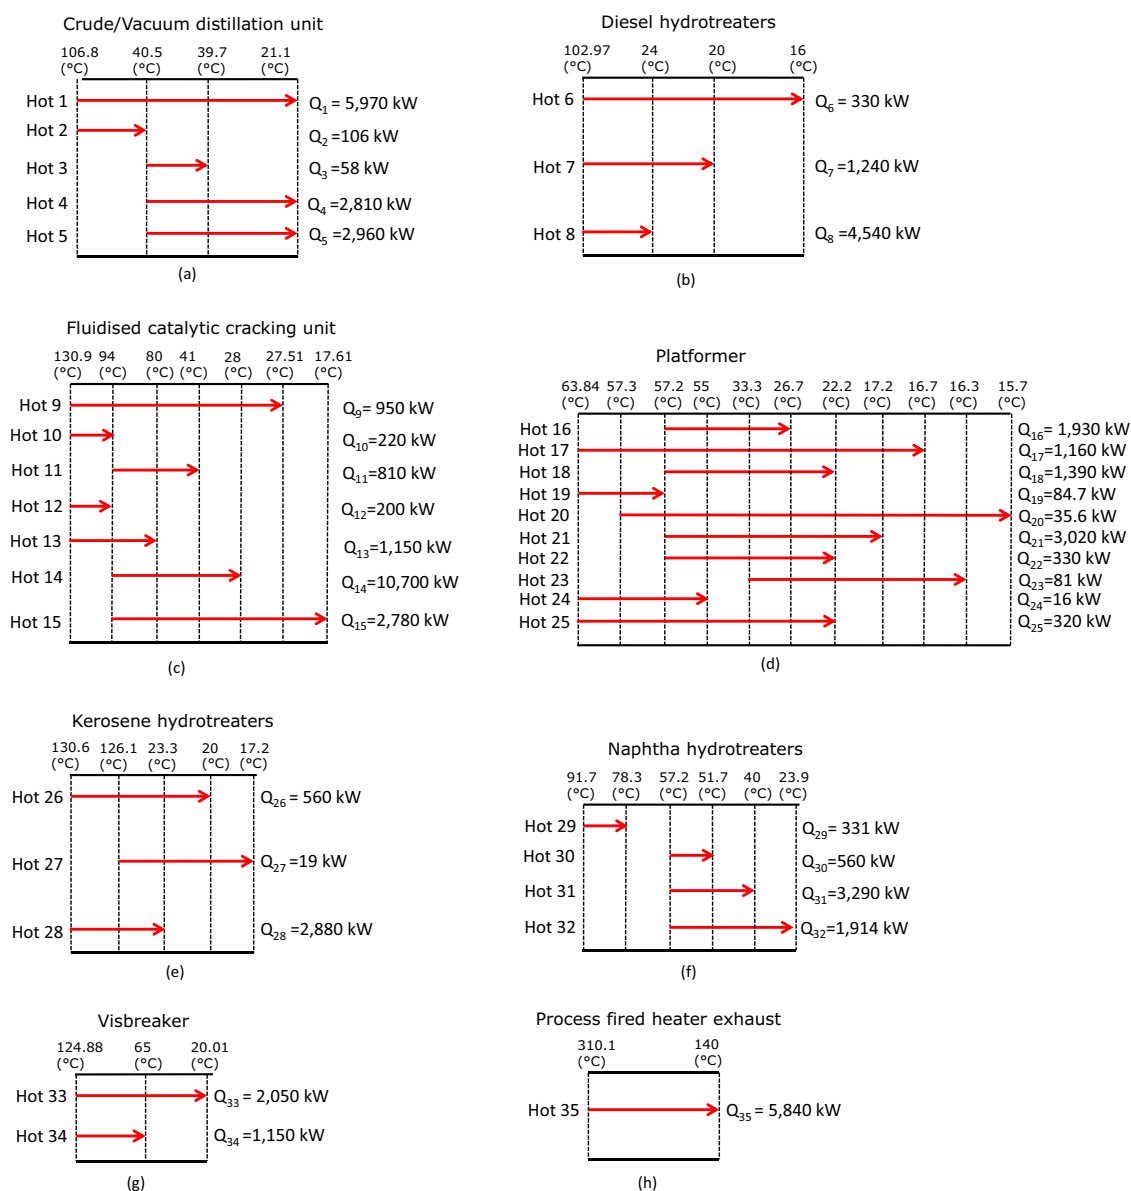 Crude/Vacuum distillation unit
106.8 40.5 39.7 21.1
(°C) (°C) (°C) (°C)
Hot 1 Q1 = 5,970 kW
Hot 2 Q2 =106 kW
Hot 3 Q3 =58 kW
Hot 4 Q4 =2,810 kW
Hot 5 Q5 =2,960 kW
(a)
Diesel hydrotreaters
102.97 24 20 16
(°C) (°C) (°C) (°C)
Hot 6 Q6 = 330 kW
Hot 7 Q7 =1,240 kW
Hot 8 Q8 =4,540 kW
(b)
Fluidised catalytic cracking unit
130.9 94 80 41 28 27.51 17.61
(°C) (°C) (°C) (°C) (°C) (°C) (°C)
Hot 9 Q9= 950 kW
Hot 10 Q10=220 kW
Hot 11 Q11=810 kW
Hot 12 Q12=200 kW
Hot 13 Q13=1,150 kW
Hot 14 Q14=10,700 kW
Hot 15 Q15=2,780 kW
(c)
Platformer
63.84 57.3 57.2 55 33.3 26.7 22.2 17.2 16.7 16.3 15.7
(°C) (°C) (°C) (°C) (°C) (°C) (°C) (°C) (°C) (°C) (°C)
Hot 16 Q16= 1,930 kW
Hot 17 Q17=1,160 kW
Hot 18 Q18=1,390 kW
Hot 19 Q19=84.7 kW
Hot 20 Q20=35.6 kW
Hot 21 Q21=3,020 kW
Hot 22 Q22=330 kW
Hot 23 Q23=81 kW
Hot 24 Q24=16 kW
Hot 25 Q25=320 kW
(d)
Kerosene hydrotreaters
130.6 126.1 23.3 20 17.2
(°C) (°C) (°C) (°C) (°C)
Hot 26 Q26 = 560 kW
Hot 27 Q27 =19 kW
Hot 28 Q28 =2,880 kW
(e)
Naphtha hydrotreaters
91.7 78.3 57.2 51.7 40 23.9
(°C) (°C) (°C) (°C) (°C) (°C)
Hot 29 Q29= 331 kW
Hot 30 Q30=560 kW
Hot 31 Q31=3,290 kW
Hot 32 Q32=1,914 kW
(f)
Visbreaker
124.88 65 20.01
(°C) (°C) (°C)
Hot 33 Q33 = 2,050 kW
Hot 34 Q34 =1,150 kW
(g)
Process fired heater exhaust
310.1 140
(°C) (°C)
Hot 35 Q35 = 5,840 kW
(h)